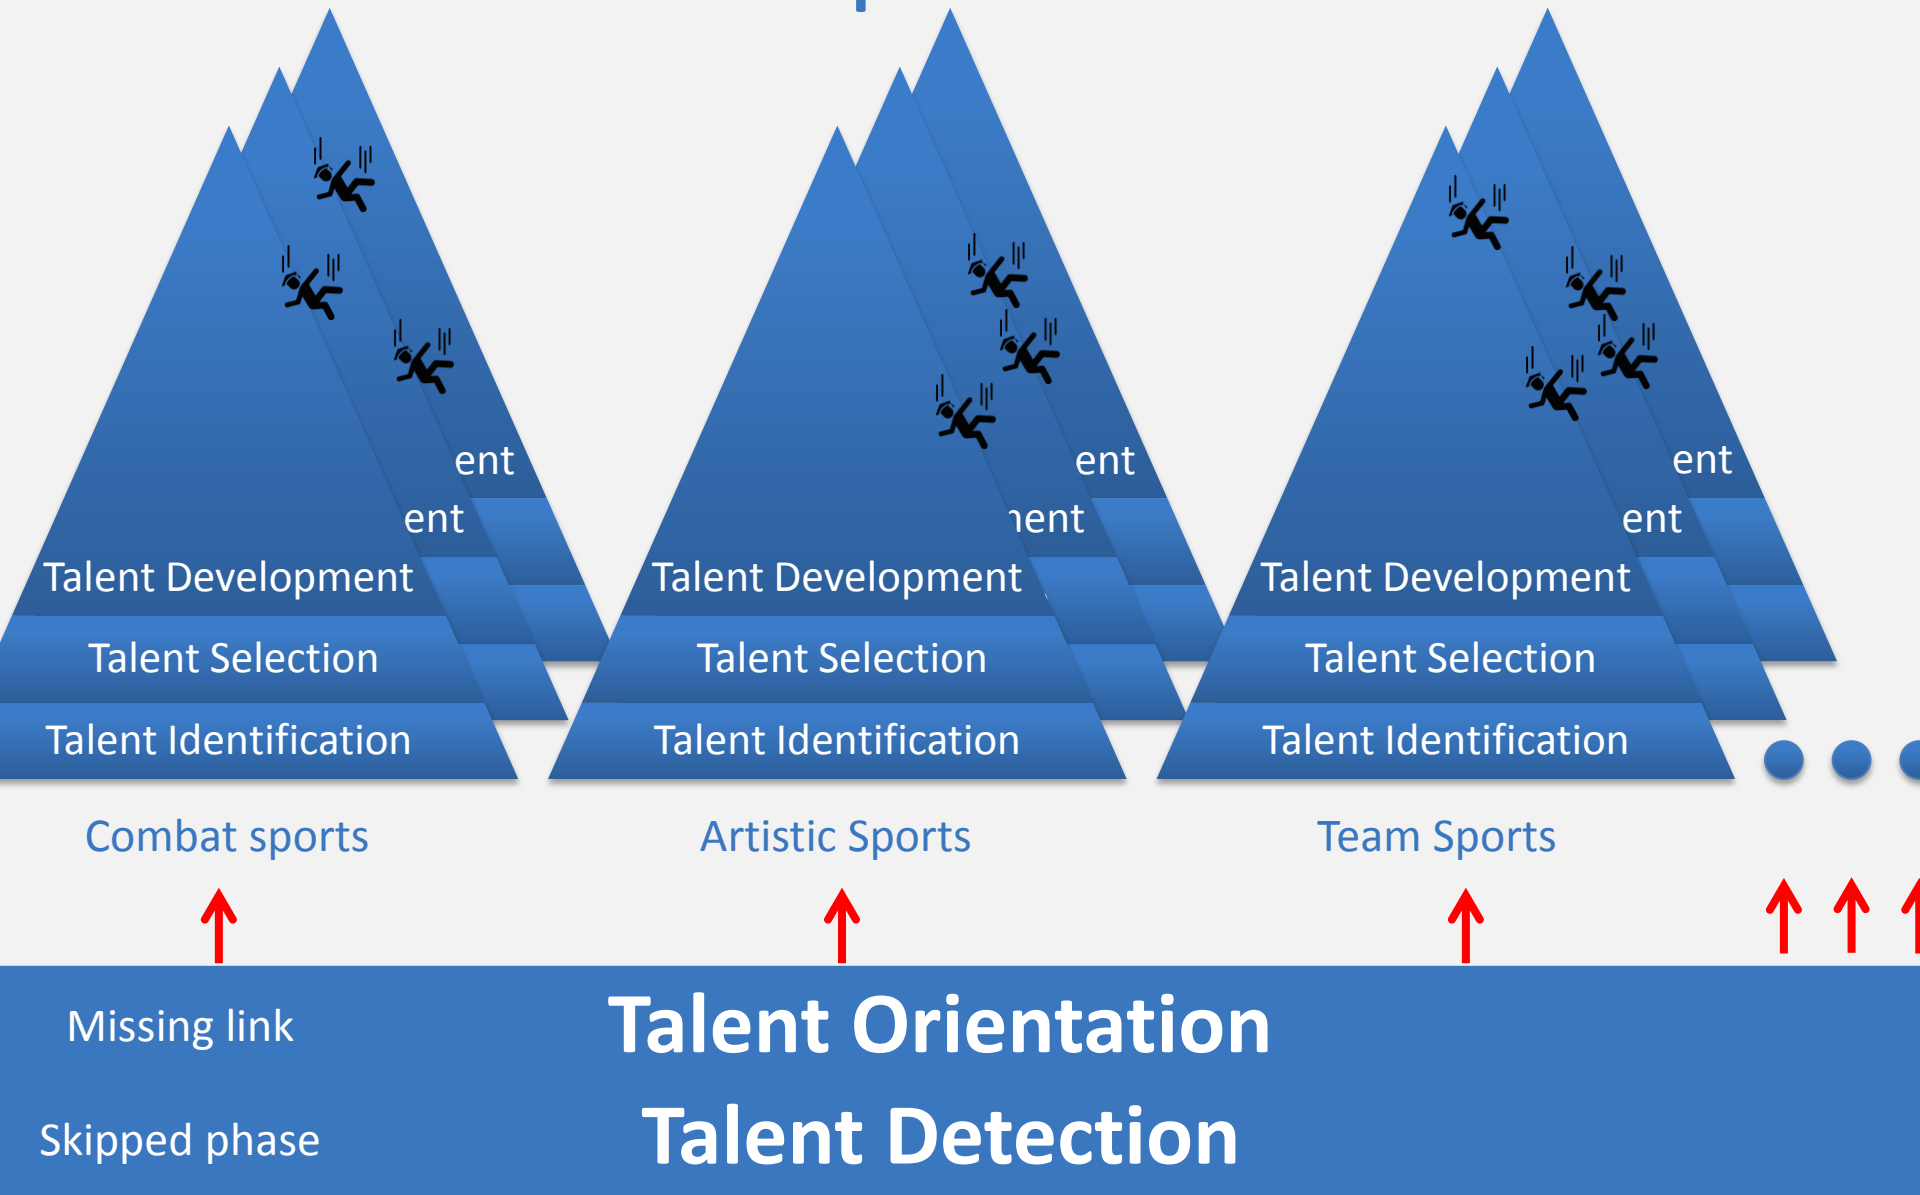 ent
ent
Talent Development
Talent Selection
Talent Identification
Combat sports
ent
ment
Talent Development
Talent Selection
Talent Identification
Artistic Sports
ent
ent
Talent Development
Talent Selection
Talent Identification
Team Sports
Missing link
Talent Orientation
Skipped phase
Talent Detection